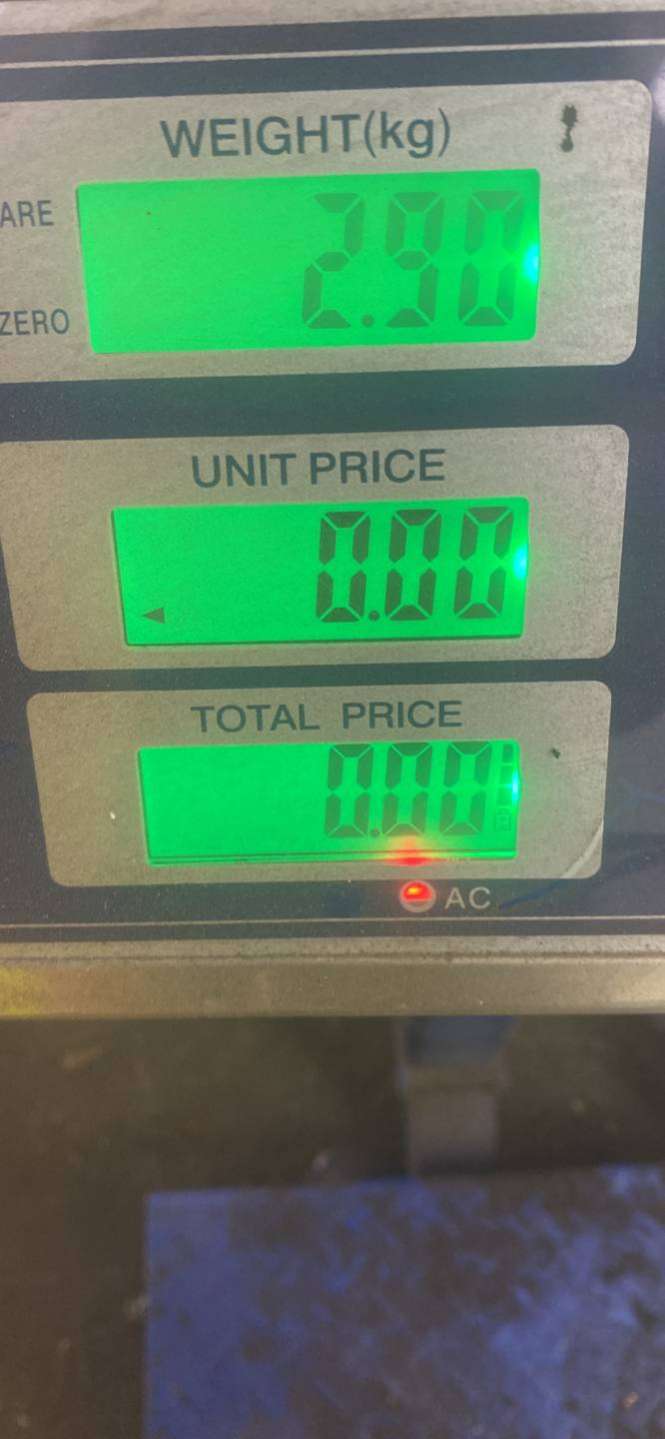 WEIGHT(kg)
ARE
2.90
ZERO
UNIT PRICE
0.00
TOTAL PRICE
0.00
AC